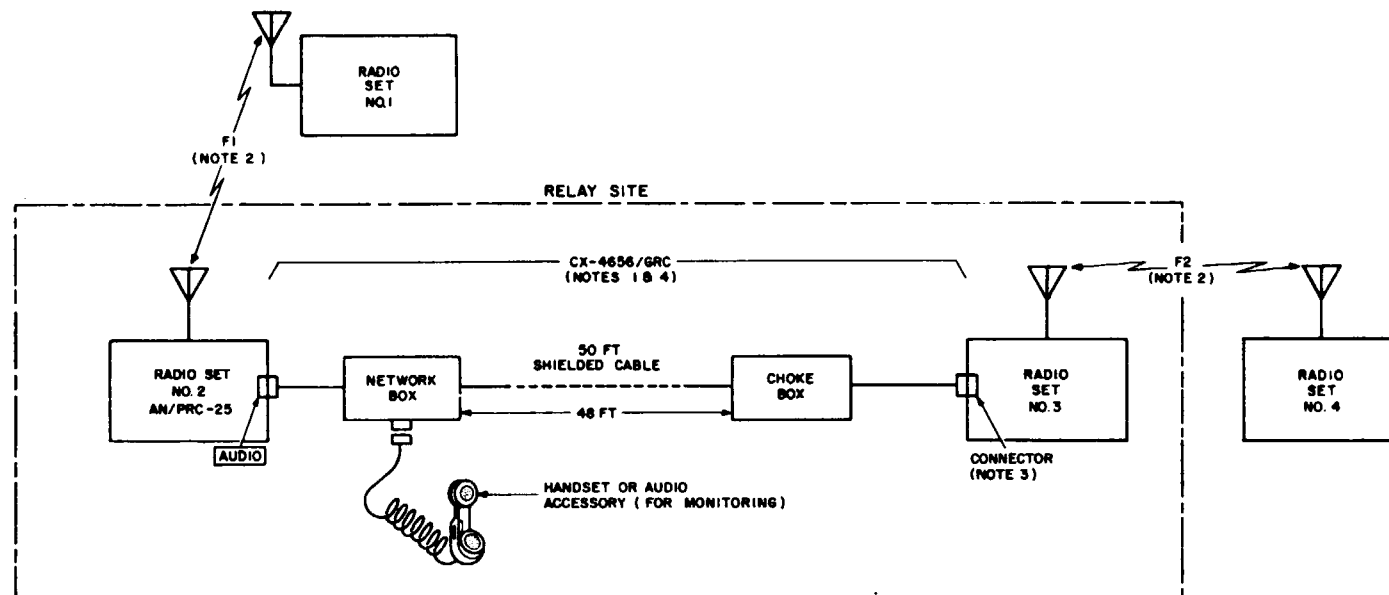 RADIO
SET
NO.1
F1
(NOTE 2)
RELAY SITE
CX-4656/GRC
(NOTES 1 & 4)
F2
(NOTE 2)
RADIO SET
NO. 2
AN/PRC-25
NETWORK
BOX
50 FT
SHIELDED CABLE
CHOKE
BOX
RADIO
SET
NO.3
RADIO
SET
NO. 4
48 FT
AUDIO
CONNECTOR
(NOTE 3)
HANDSET OR AUDIO
ACCESSORY (FOR MONITORING)